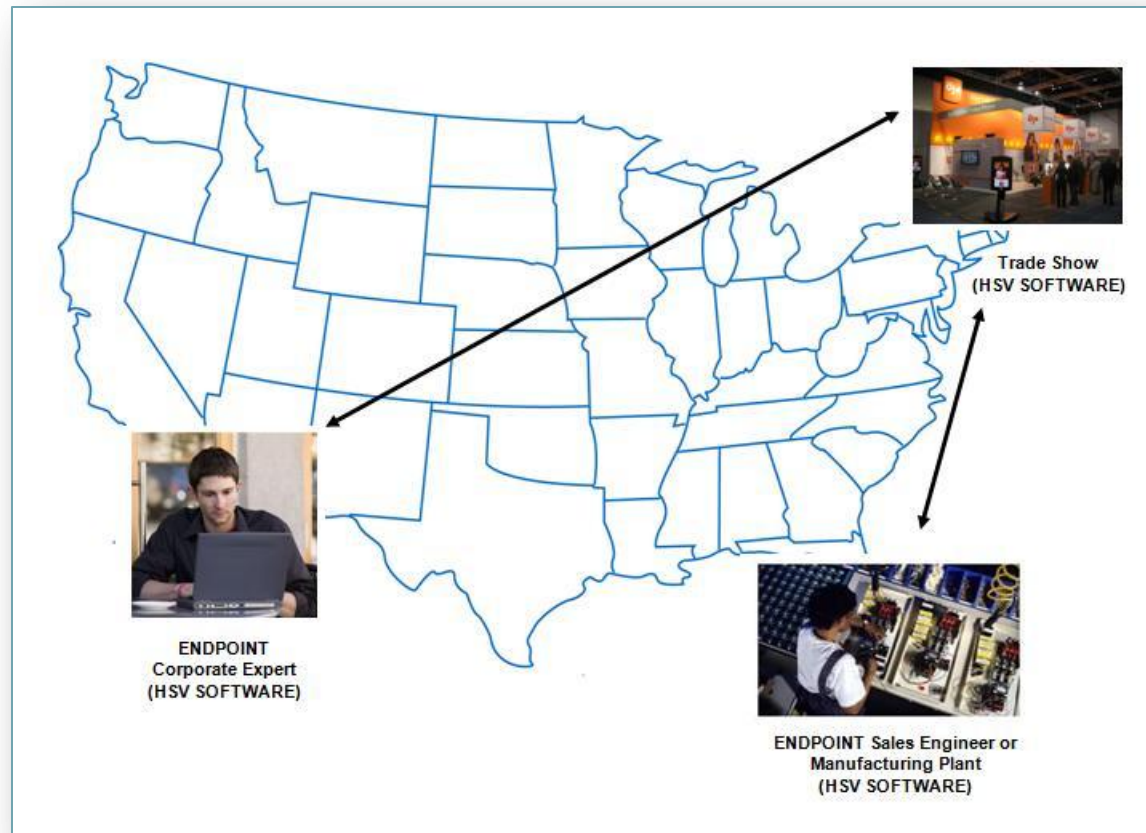 Trade Show
(HSV SOFTWARE)
ENDPOINT
Corporate Expert
(HSV SOFTWARE)
ENDPOINT Sales Engineer or
Manufacturing Plant
(HSV SOFTWARE)